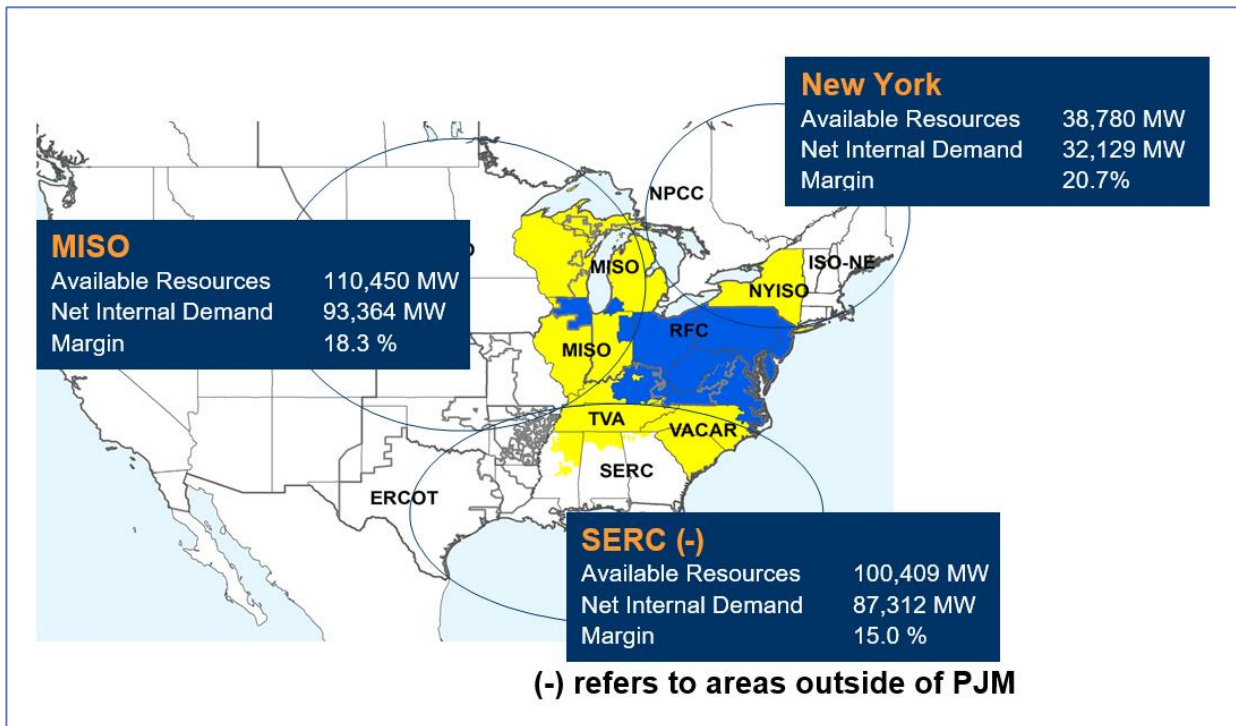 New York
Available Resources 38,780 MW
Net Internal Demand 32,129 MW
Margin 20.7%
NPCC
MISO
Available Resources 110,450 MW
Net Internal Demand 93,364 MW
Margin 18.3 %
MISO
ISO-NE
NYISO
RFC
MISO
TVA
VACAR
SERC
ERCOT
SERC (-)
Available Resources 100,409 MW
Net Internal Demand 87,312 MW
Margin 15.0 %
(-) refers to areas outside of PJM